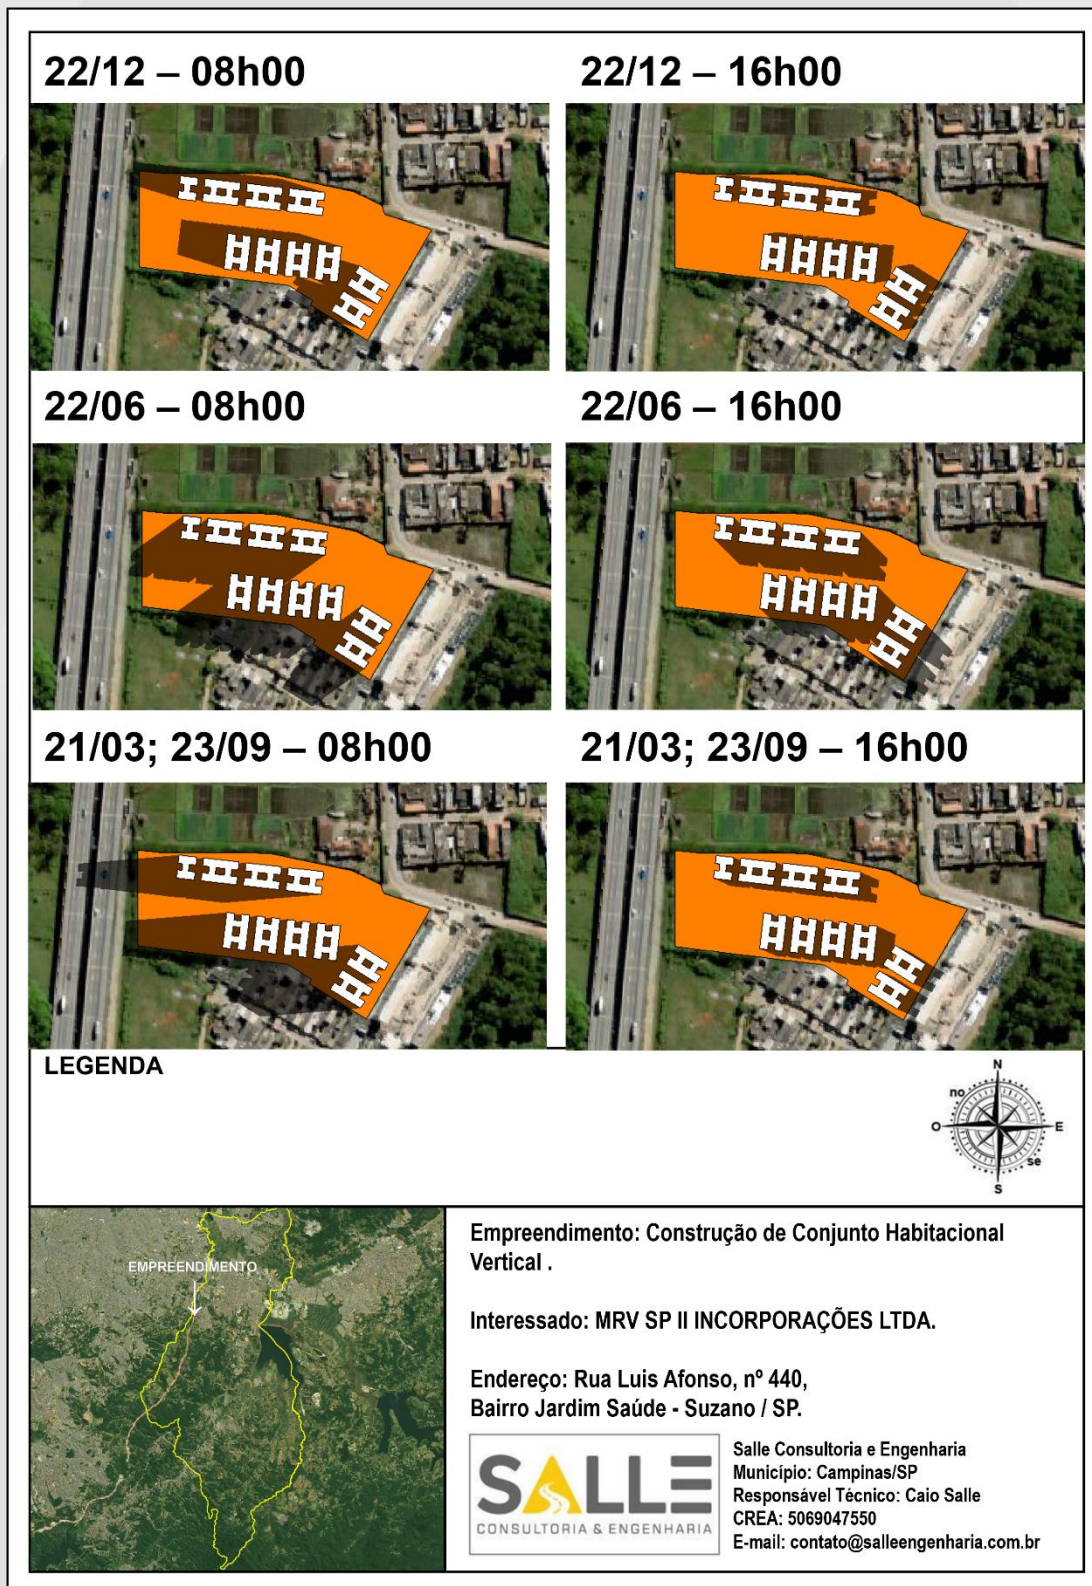 22/12 – 08h00
22/12 – 16h00
22/06 – 08h00
22/06 – 16h00
21/03; 23/09 – 08h00
21/03; 23/09 – 16h00
LEGENDA
N
no
O
E
se
S
EMPREENDIMENTO
Empreendimento: Construção de Conjunto Habitacional
Vertical .
Interessado: MRV SP II INCORPORAÇÕES LTDA.
Endereço: Rua Luis Afonso, nº 440,
Bairro Jardim Saúde - Suzano / SP.
SALLE
CONSULTORIA & ENGENHARIA
Salle Consultoria e Engenharia
Município: Campinas/SP
Responsável Técnico: Caio Salle
CREA: 5069047550
E-mail: contato@salleengenharia.com.br